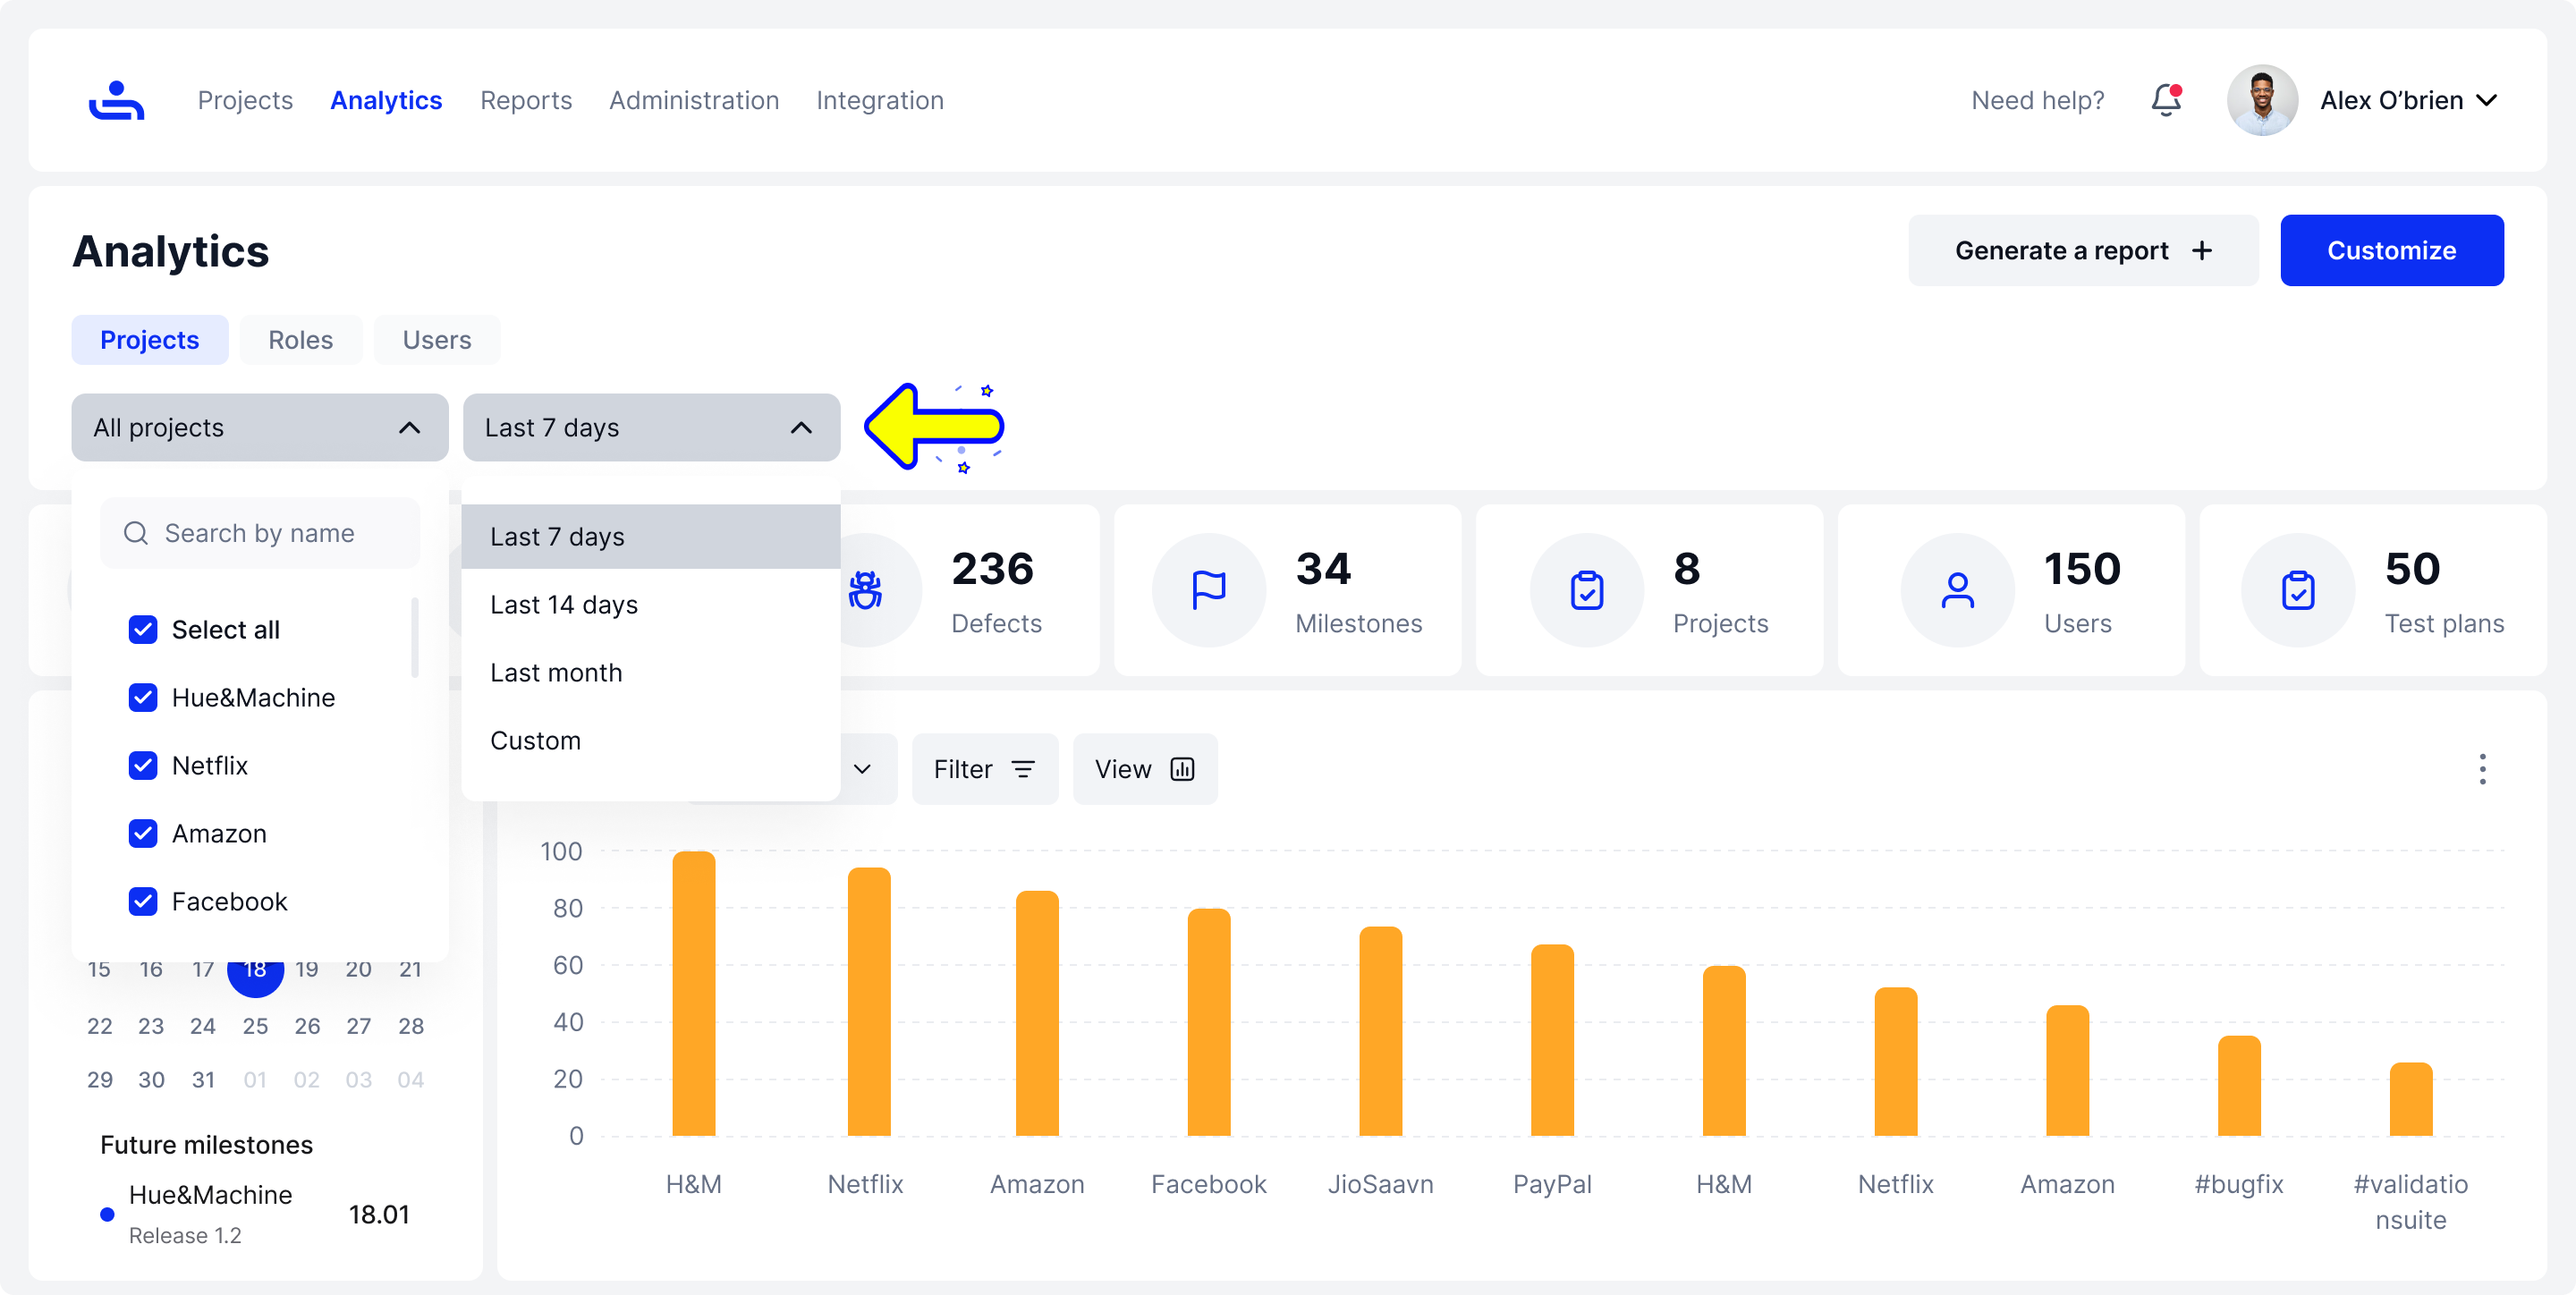 Projects Analytics Reports Administration Integration Need help? Alex O’brien
Analytics
Generate a report + Customize
Projects Roles Users
All projects Last 7 days
Search by name
Select all
Hue&Machine
Netflix
Amazon
Facebook
Last 7 days
Last 14 days
Last month
Custom
236
Defects
34
Milestones
8
Projects
150
Users
50
Test plans
15 16 17 18 19 20 21
22 23 24 25 26 27 28
29 30 31 01 02 03 04
Future milestones
Hue&Machine
Release 1.2
18.01
Filter View
100
80
60
40
20
0
H&M Netflix Amazon Facebook JioSaavn PayPal H&M Netflix Amazon #bugfix #validatio
nsuite